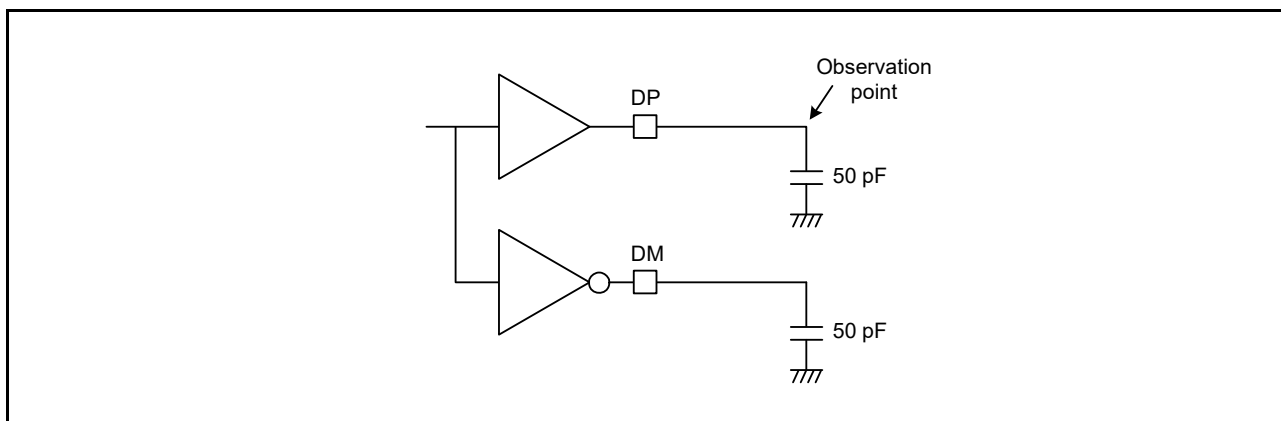 Observation
point
DP
50 pF
DM
50 pF